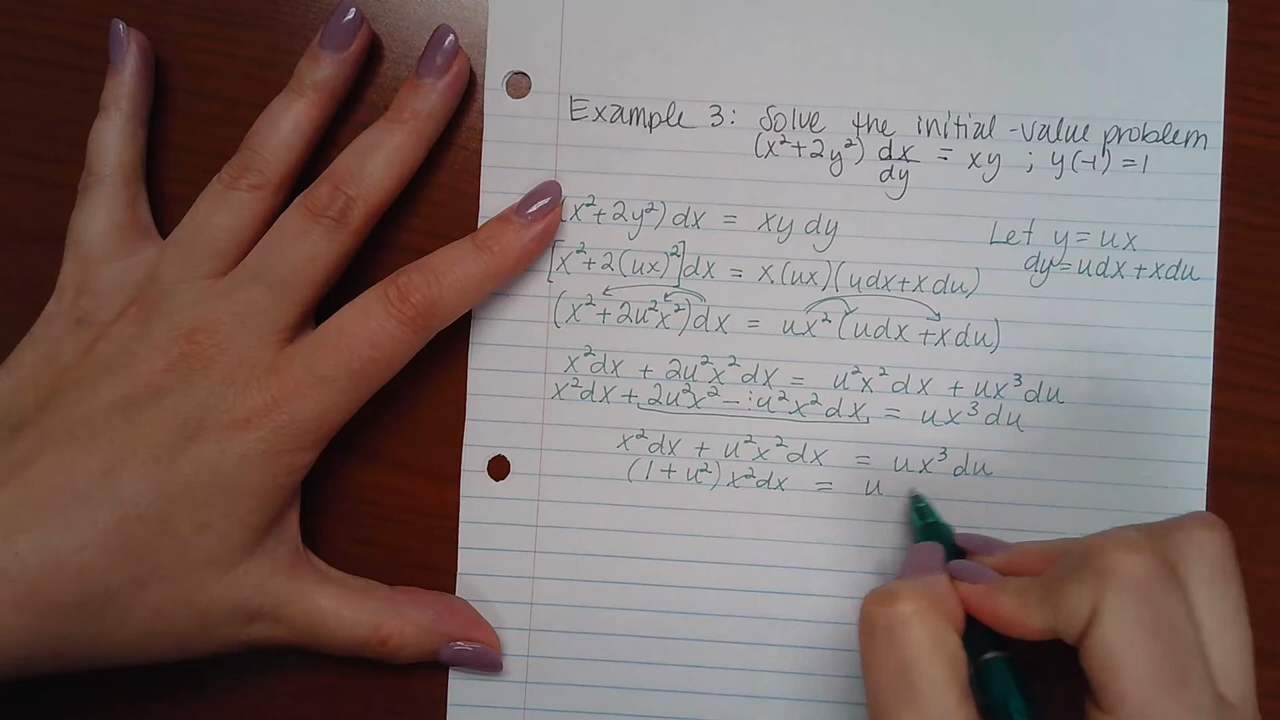 Example 3: Solve the initial-value problem
(x²+2y²) dx/dy = xy ; y(-1)=1
(x²+2y²)dx = xy dy
Let y = ux
[x²+2(ux)²]dx = x(ux)(udx+xdu)
dy=udx+xdu
(x²+2u²x²)dx = ux²(udx+xdu)
x²dx + 2u²x²dx = u²x²dx + ux³du
x²dx+2u²x²-u²x²dx = ux³du
x²dx + u²x²dx = ux³du
(1+u²)x²dx = u